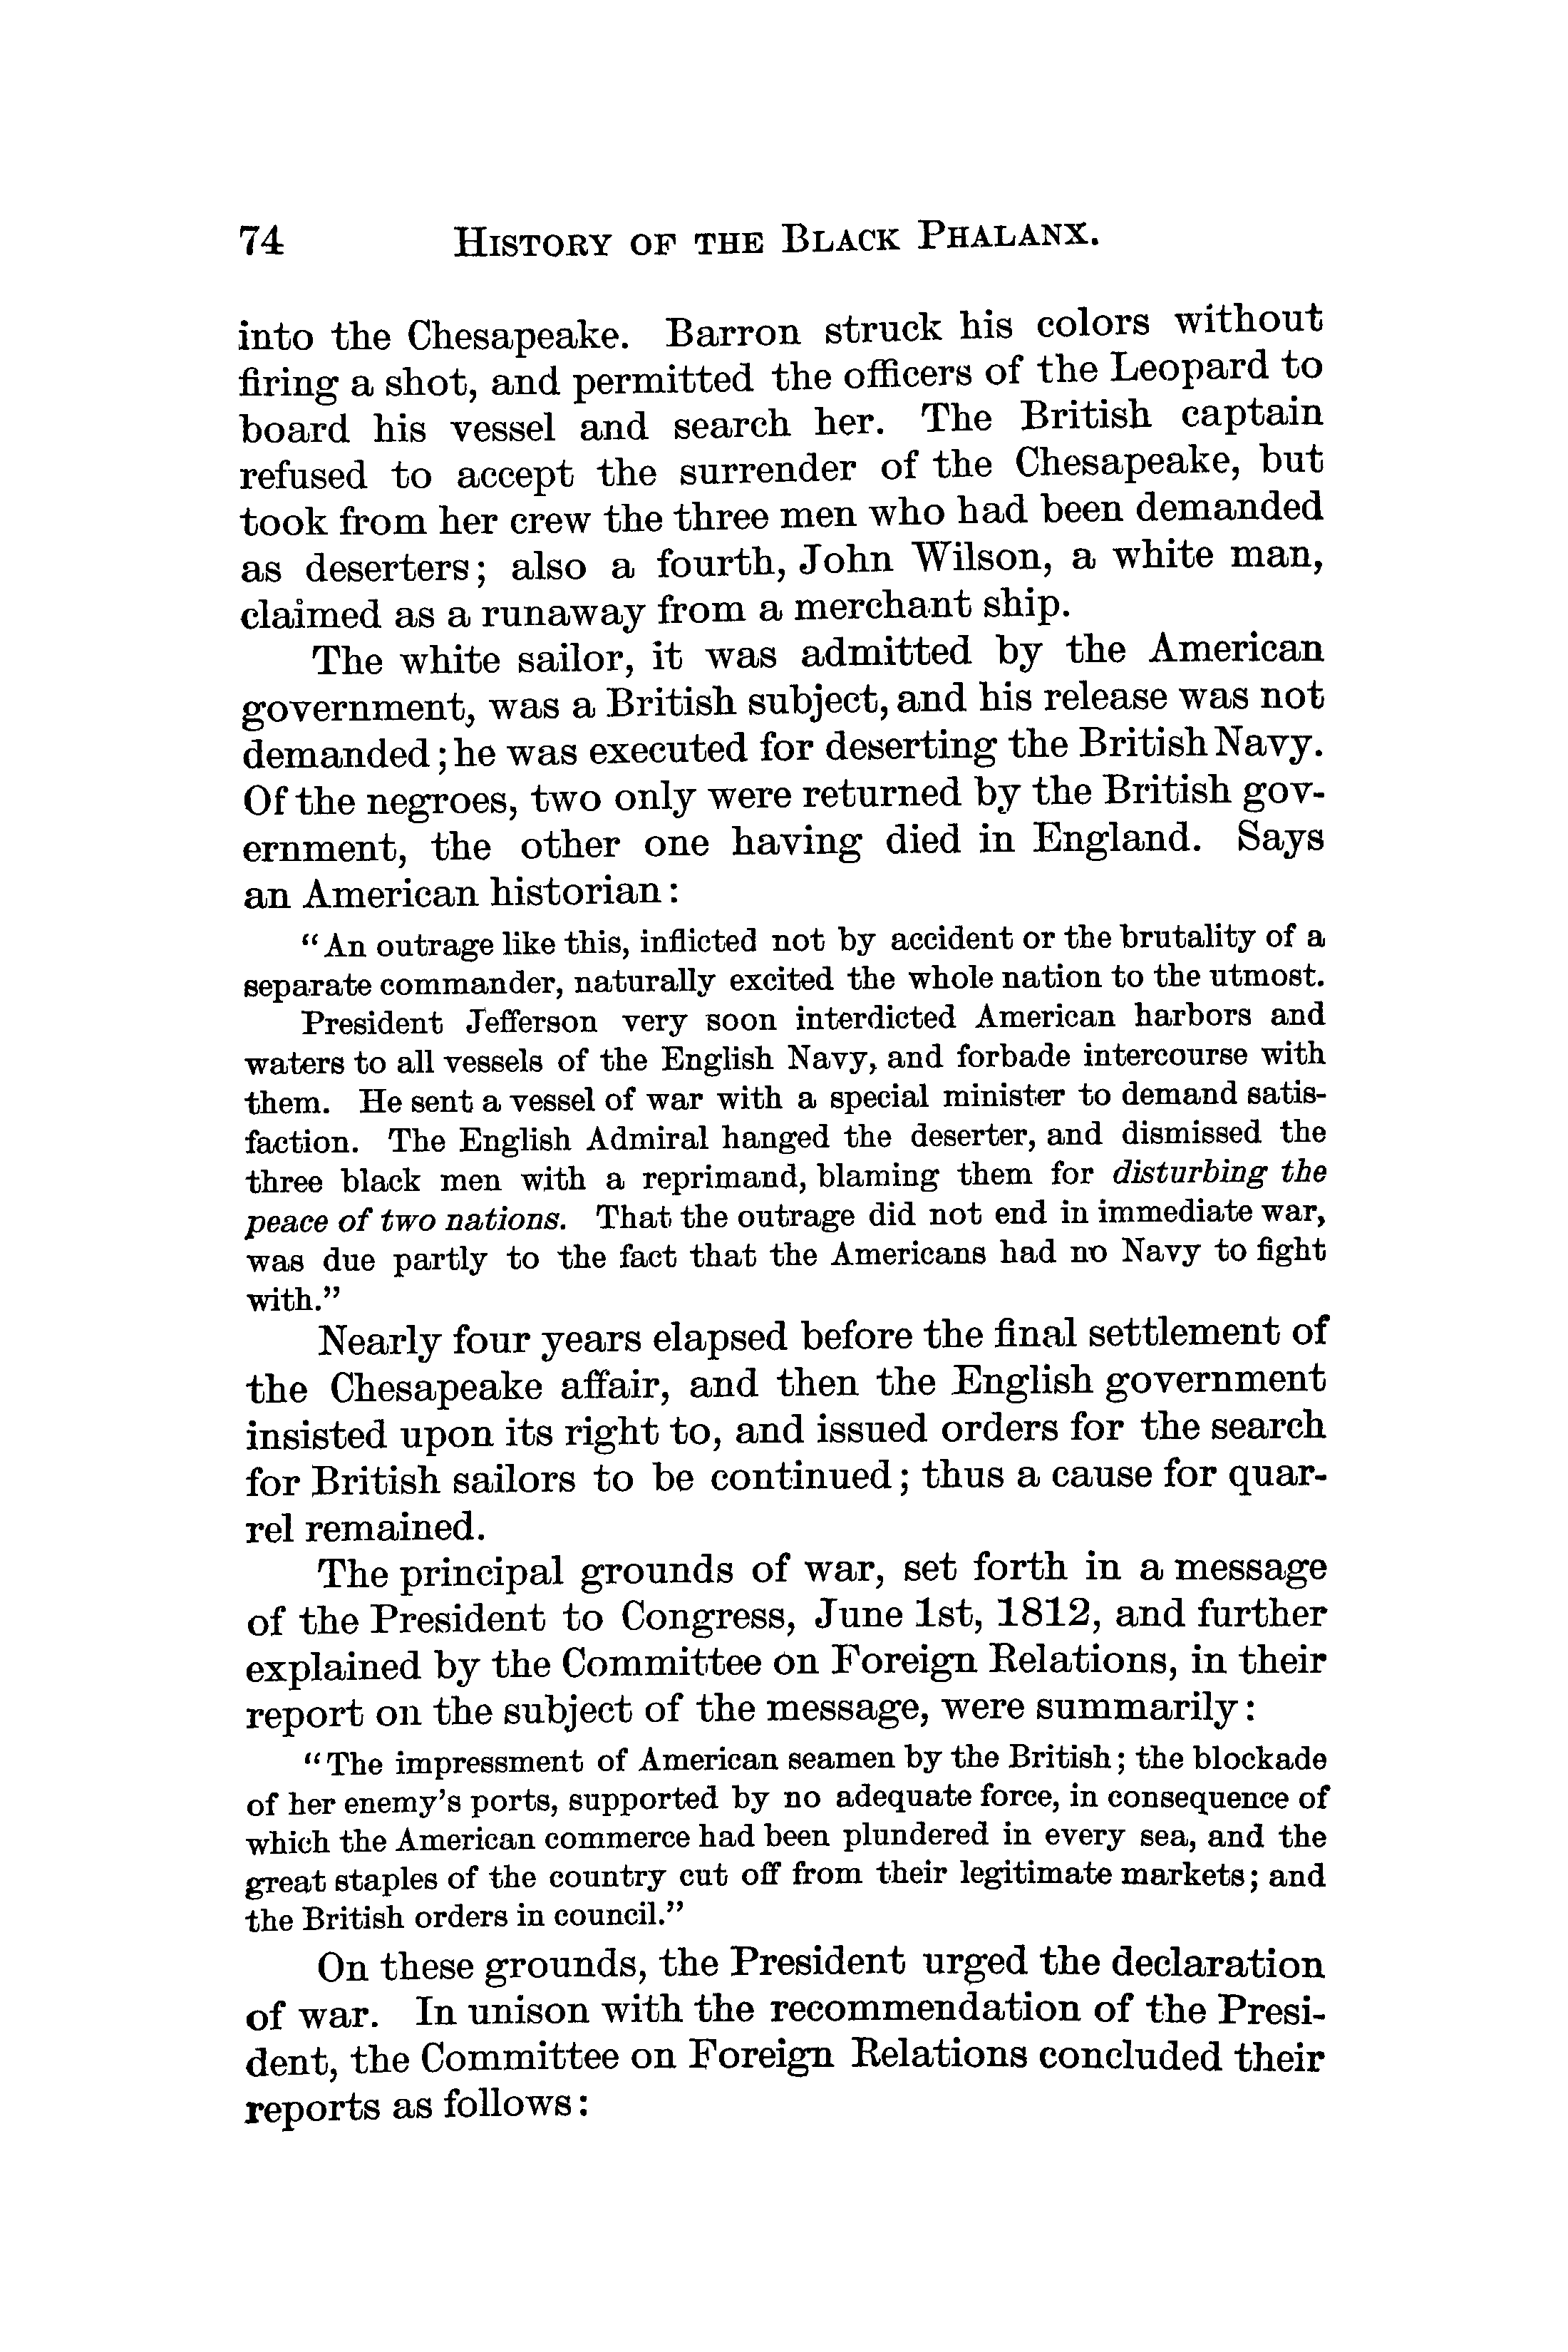 74 HISTORY OF THE BLACK PHALANX.
into the Chesapeake. Barron struck his colors without
firing a shot, and permitted the officers of the Leopard to
board his vessel and search her. The British captain
refused to accept the surrender of the Chesapeake, but
took from her crew the three men who had been demanded
as deserters; also a fourth, John Wilson, a white man,
claimed as a runaway from a merchant ship.
The white sailor, it was admitted by the American
government, was a British subject, and his release was not
demanded; he was executed for deserting the British Navy.
Of the negroes, two only were returned by the British gov-
ernment, the other one having died in England. Says
an American historian:
“An outrage like this, inflicted not by accident or the brutality of a
separate commander, naturally excited the whole nation to the utmost.
President Jefferson very soon interdicted American harbors and
waters to all vessels of the English Navy, and forbade intercourse with
them. He sent a vessel of war with a special minister to demand satis-
faction. The English Admiral hanged the deserter, and dismissed the
three black men with a reprimand, blaming them for disturbing the
peace of two nations. That the outrage did not end in immediate war,
was due partly to the fact that the Americans had no Navy to fight
with.”
Nearly four years elapsed before the final settlement of
the Chesapeake affair, and then the English government
insisted upon its right to, and issued orders for the search
for British sailors to be continued; thus a cause for quar-
rel remained.
The principal grounds of war, set forth in a message
of the President to Congress, June 1st, 1812, and further
explained by the Committee on Foreign Relations, in their
report on the subject of the message, were summarily:
“The impressment of American seamen by the British; the blockade
of her enemy’s ports, supported by no adequate force, in consequence of
which the American commerce had been plundered in every sea, and the
great staples of the country cut off from their legitimate markets; and
the British orders in council.”
On these grounds, the President urged the declaration
of war. In unison with the recommendation of the Presi-
dent, the Committee on Foreign Relations concluded their
reports as follows: